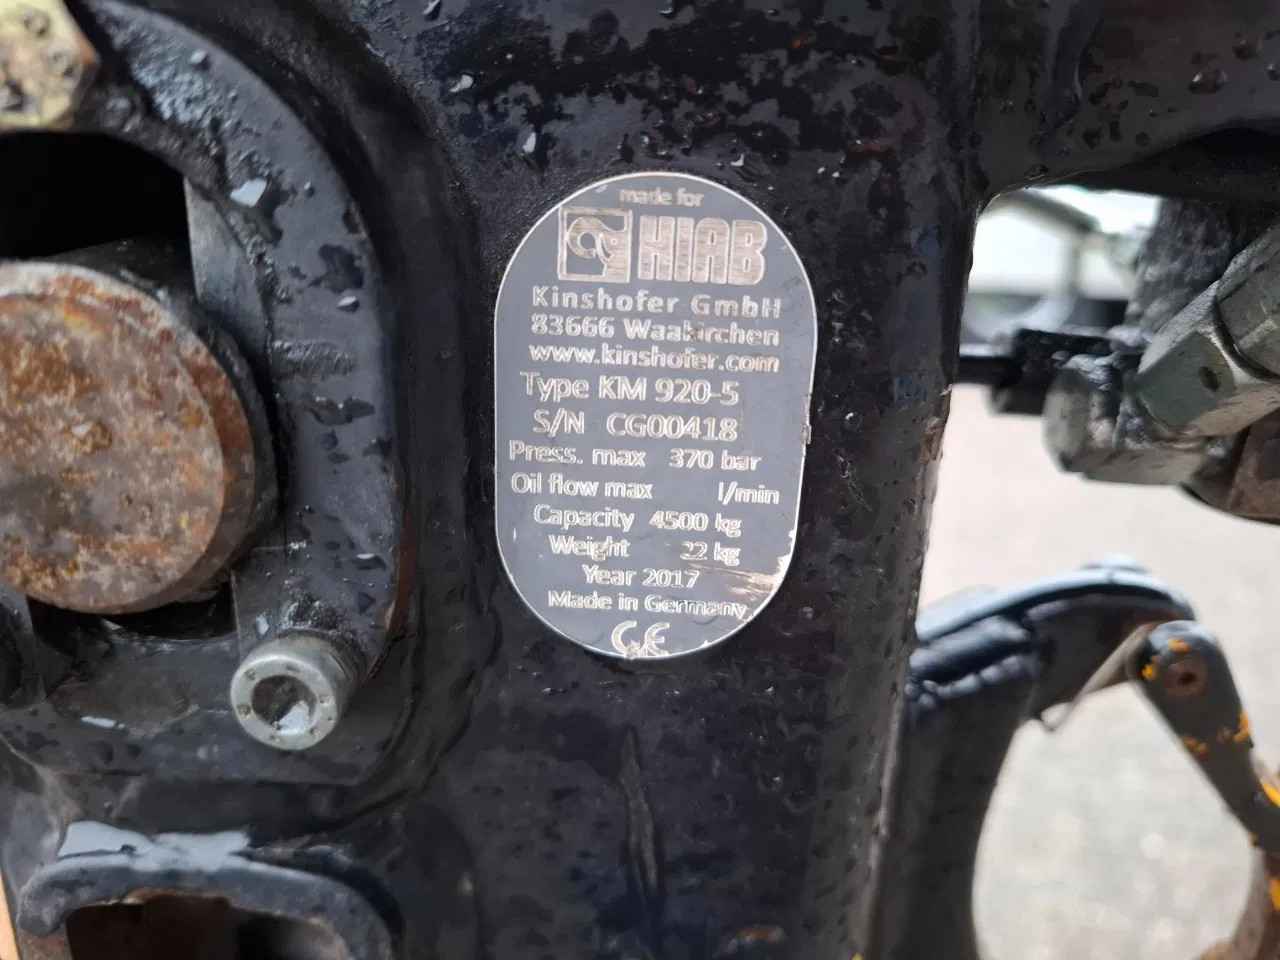 made for
HIAB
Kinshofer GmbH
83666 Waakirchen
www.kinshofer.com
Type KM 920-5
S/N CG00418
Press. max 370 bar
Oil flow max l/min
Capacity 4500 kg
Weight 22 kg
Year 2017
Made in Germany
CE